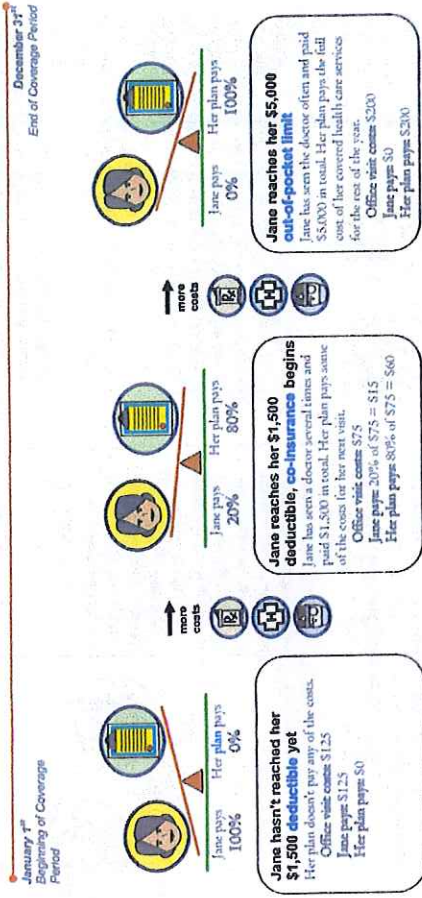 January 1st
Beginning of Coverage
Period
December 31st
End of Coverage Period
Jane pays
100%
Her plan pays
0%
Jane hasn't reached her
$1,500 deductible yet
Her plan doesn't pay any of the costs.
Office visit costs: $125
Jane pays: $125
Her plan pays: $0
more
costs
Jane pays
20%
Her plan pays
80%
Jane reaches her $1,500
deductible, co-insurance begins
Jane has seen a doctor several times and
paid $1,500 in total. Her plan pays some
of the costs for her next visit.
Office visit costs: $75
Jane pays: 20% of $75 = $15
Her plan pays: 80% of $75 = $60
more
costs
Jane pays
0%
Her plan pays
100%
Jane reaches her $5,000
out-of-pocket limit
Jane has seen the doctor often and paid
$5,000 in total. Her plan pays the full
cost of her covered health care services
for the rest of the year.
Office visit costs: $200
Jane pays: $0
Her plan pays: $200